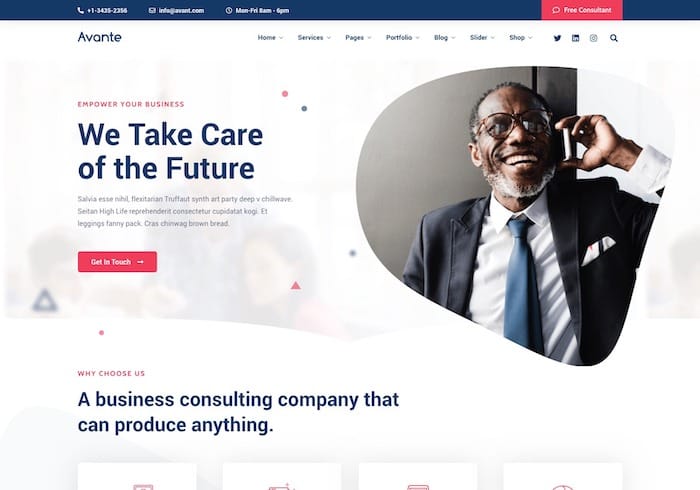 +1-3435-2356 info@avant.com Mon-Fri 8am - 6pm Free Consultant
Avante Home Services Pages Portfolio Blog Slider Shop
EMPOWER YOUR BUSINESS
We Take Care
of the Future
Salvia esse nihil, flexitarian Truffaut synth art party deep v chillwave.
Seitan High Life reprehenderit consectetur cupidatat kogi. Et
leggings fanny pack. Cras chinwag brown bread.
Get In Touch
WHY CHOOSE US
A business consulting company that
can produce anything.